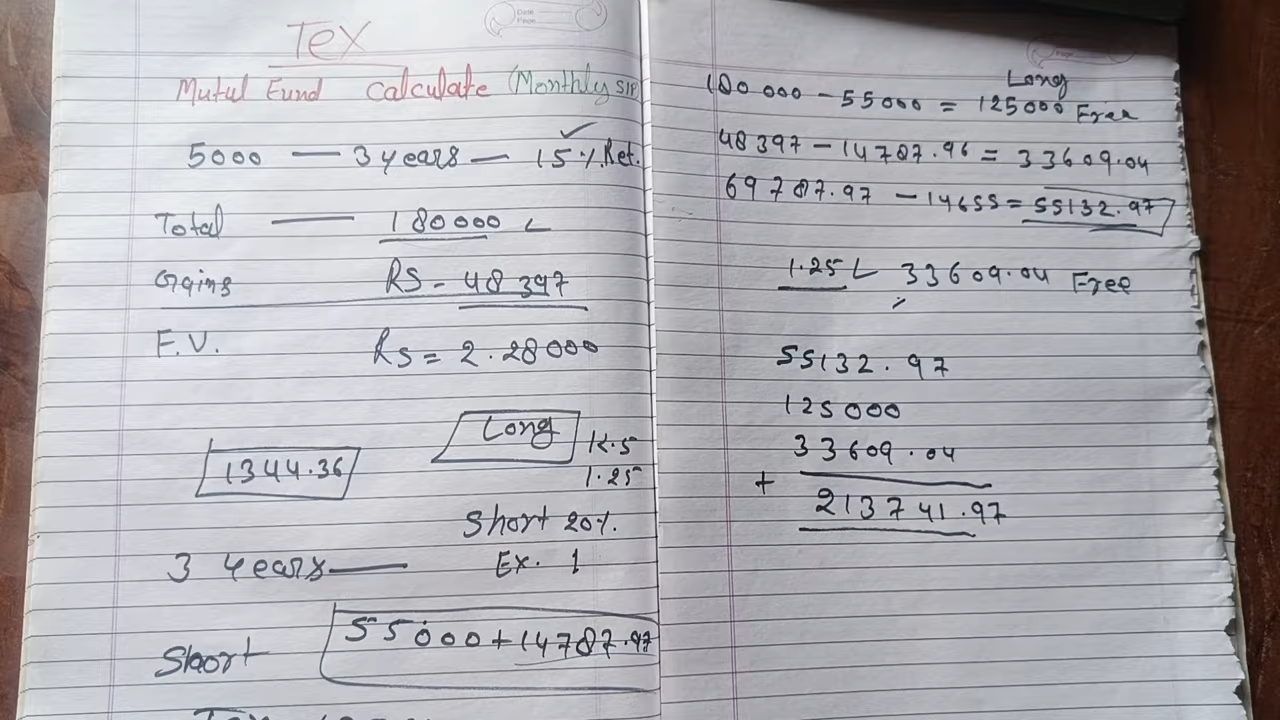 Tex
Mutul Fund Calculate (Monthly SIP
5000 — 3 years — 15 % Ret.
Total — 180000 L
Gains RS - 48397
F.V. Rs = 2.28000
1344.36
Long
12.5
1.25
Short 20%.
3 years —
Ex. 1
Short 55000 + 14787.97
Long
180000 - 55000 = 125000 Free
48397 - 14787.96 = 33609.04
69787.97 - 14655 = 55132.97
1.25 L 33609.04 Free
55132.97
125000
33609.04
+
213741.97